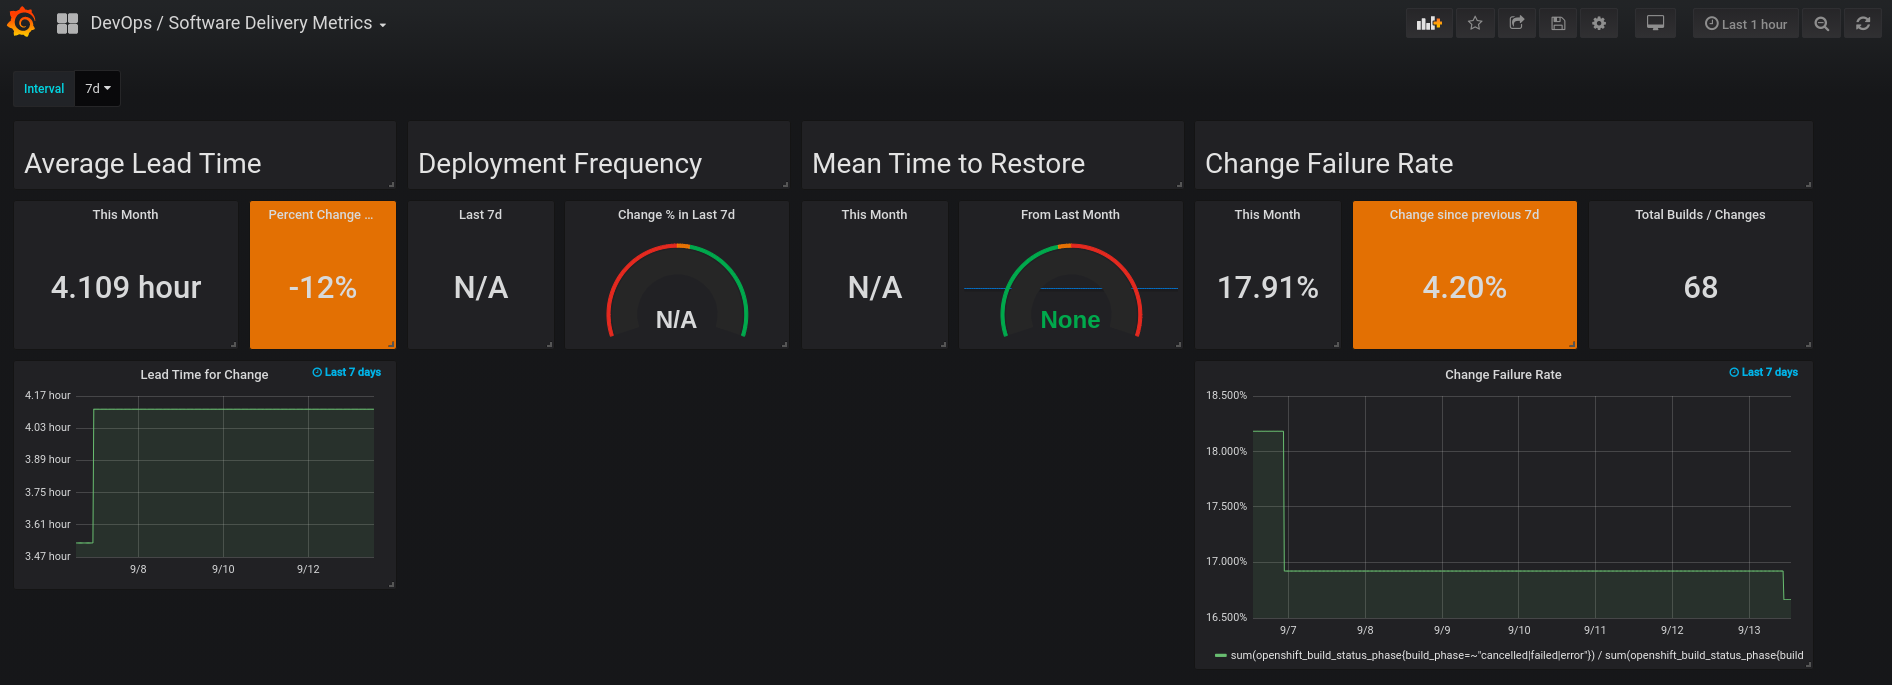 DevOps / Software Delivery Metrics
Last 1 hour
Interval 7d
Average Lead Time
Deployment Frequency
Mean Time to Restore
Change Failure Rate
This Month
4.109 hour
Percent Change ...
-12%
Last 7d
N/A
Change % in Last 7d
N/A
This Month
N/A
From Last Month
None
This Month
17.91%
Change since previous 7d
4.20%
Total Builds / Changes
68
Lead Time for Change
Last 7 days
4.17 hour
4.03 hour
3.89 hour
3.75 hour
3.61 hour
3.47 hour
9/8 9/10 9/12
Change Failure Rate
Last 7 days
18.500%
18.000%
17.500%
17.000%
16.500%
9/7 9/8 9/9 9/10 9/11 9/12 9/13
sum(openshift_build_status_phase{build_phase=~"cancelled|failed|error"}) / sum(openshift_build_status_phase{build